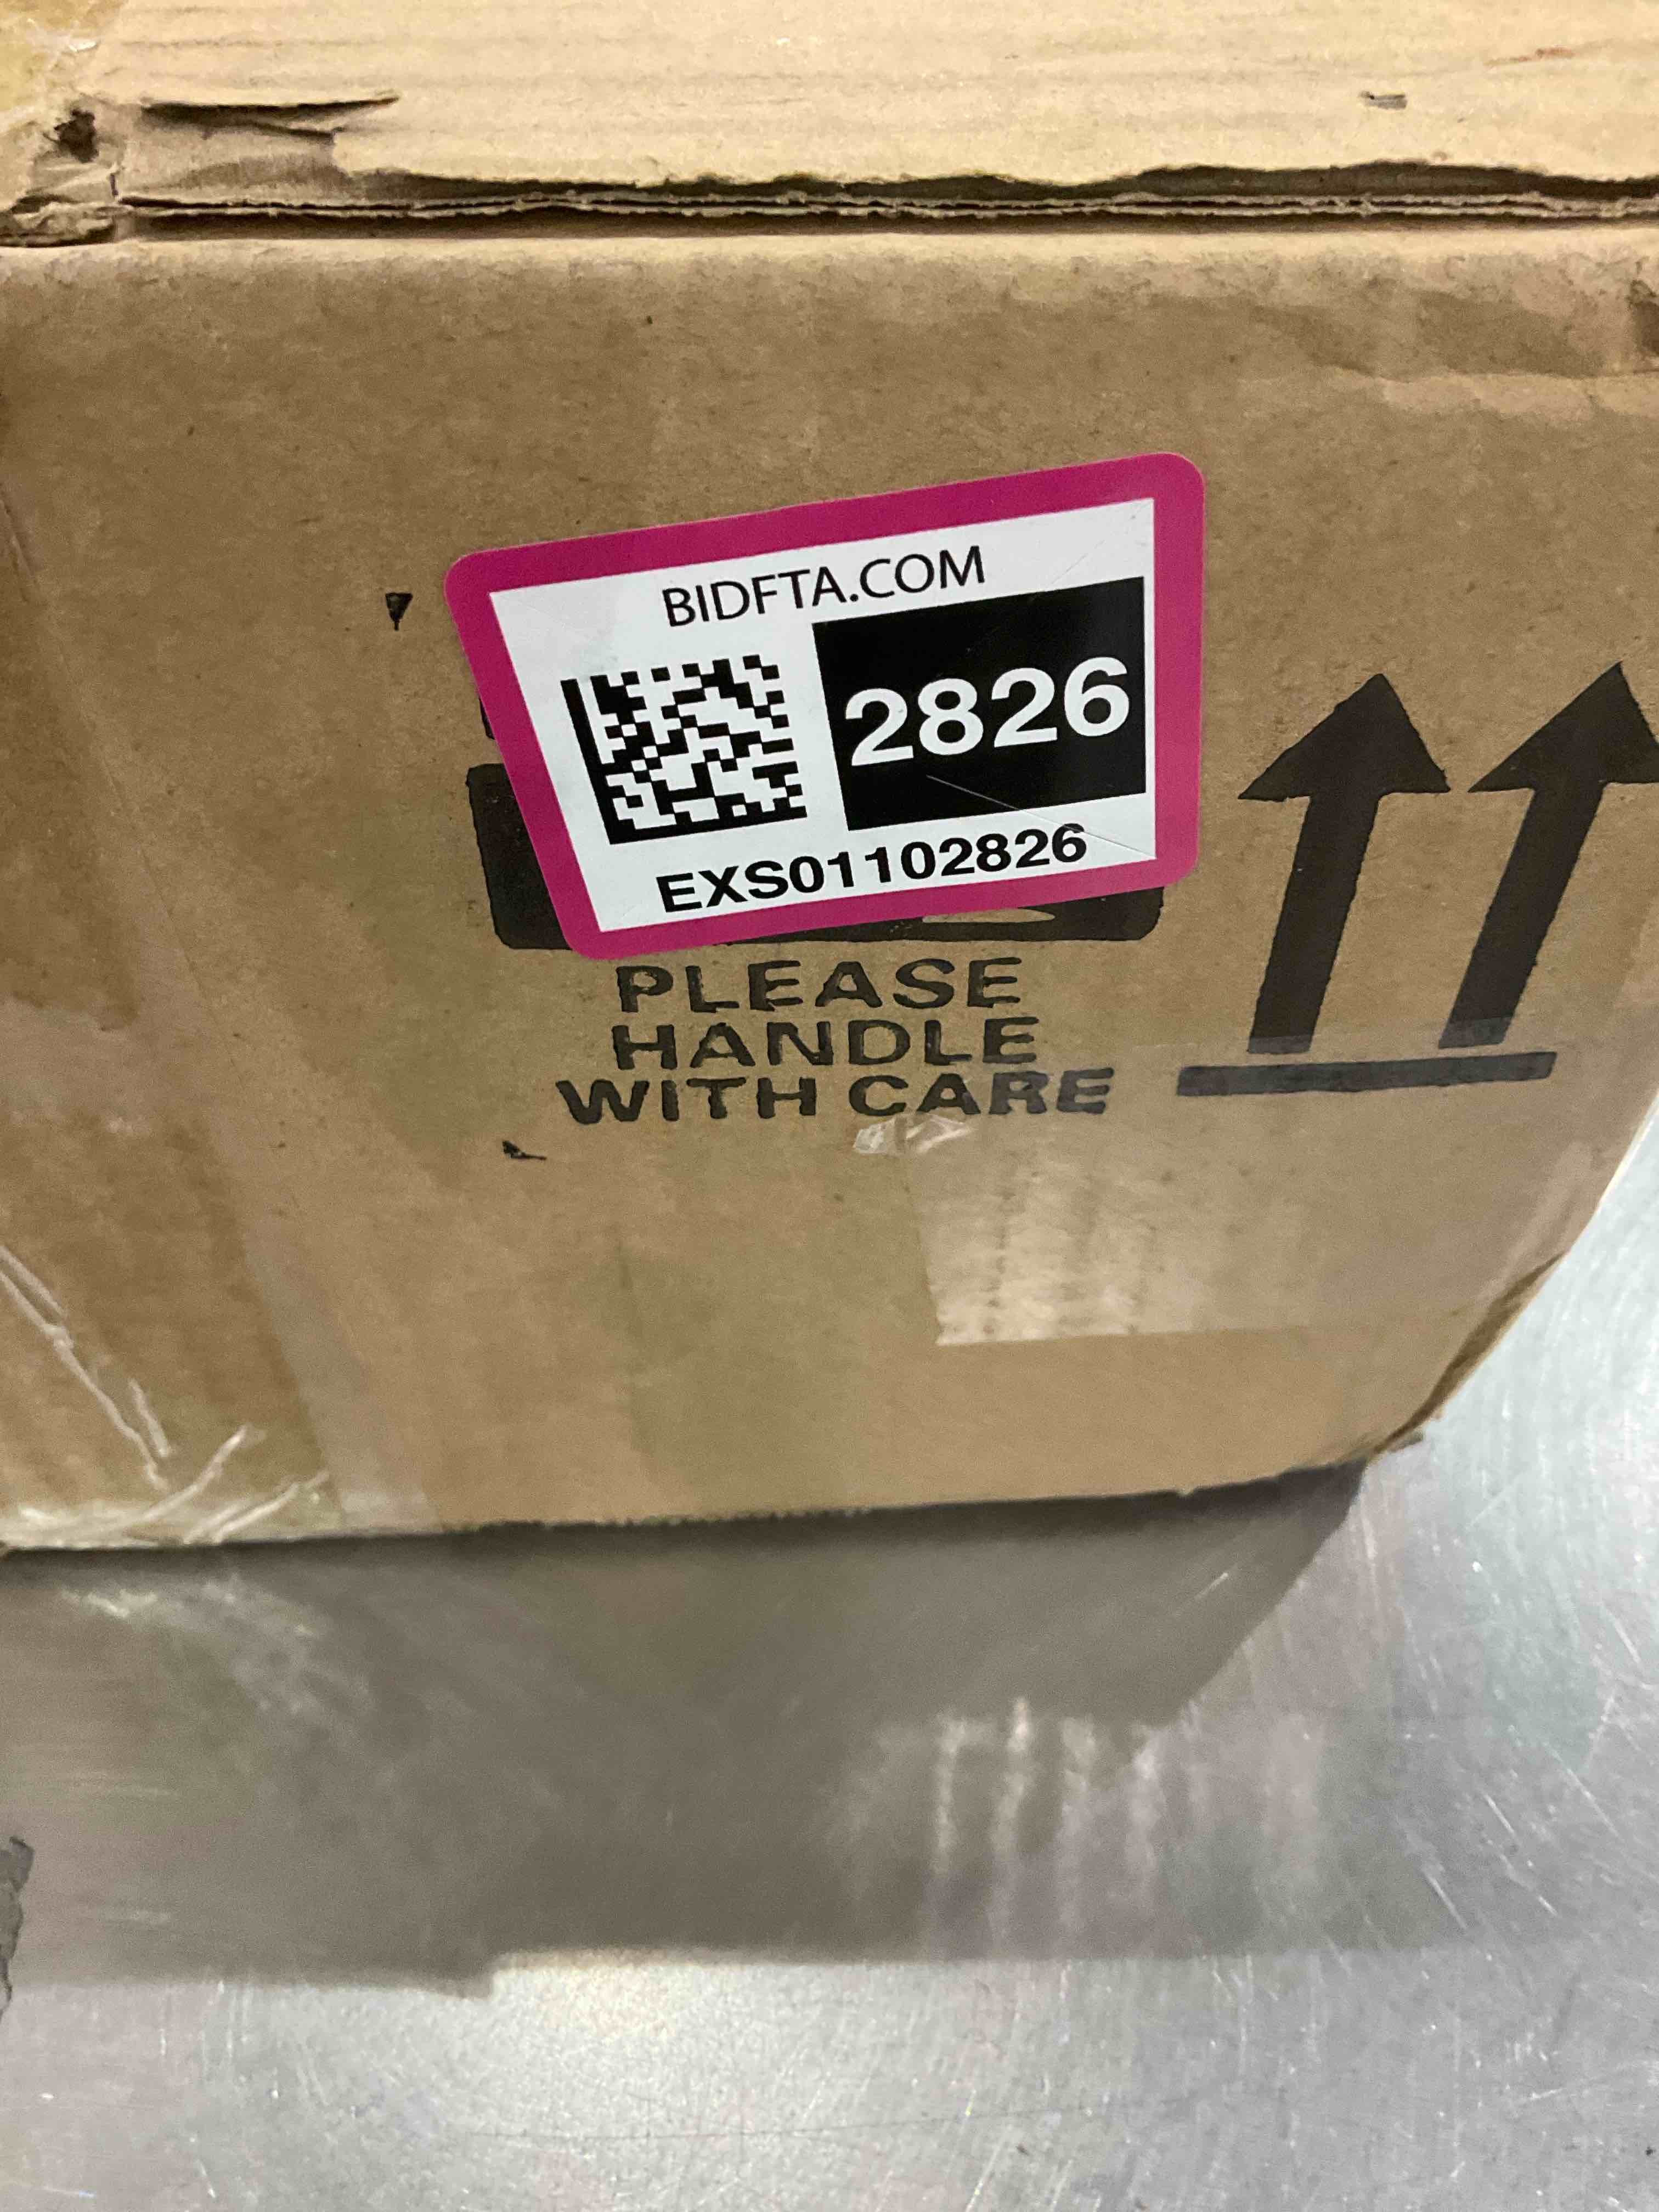 BIDFTA.COM
2826
EXS01102826
PLEASE
HANDLE
WITH CARE